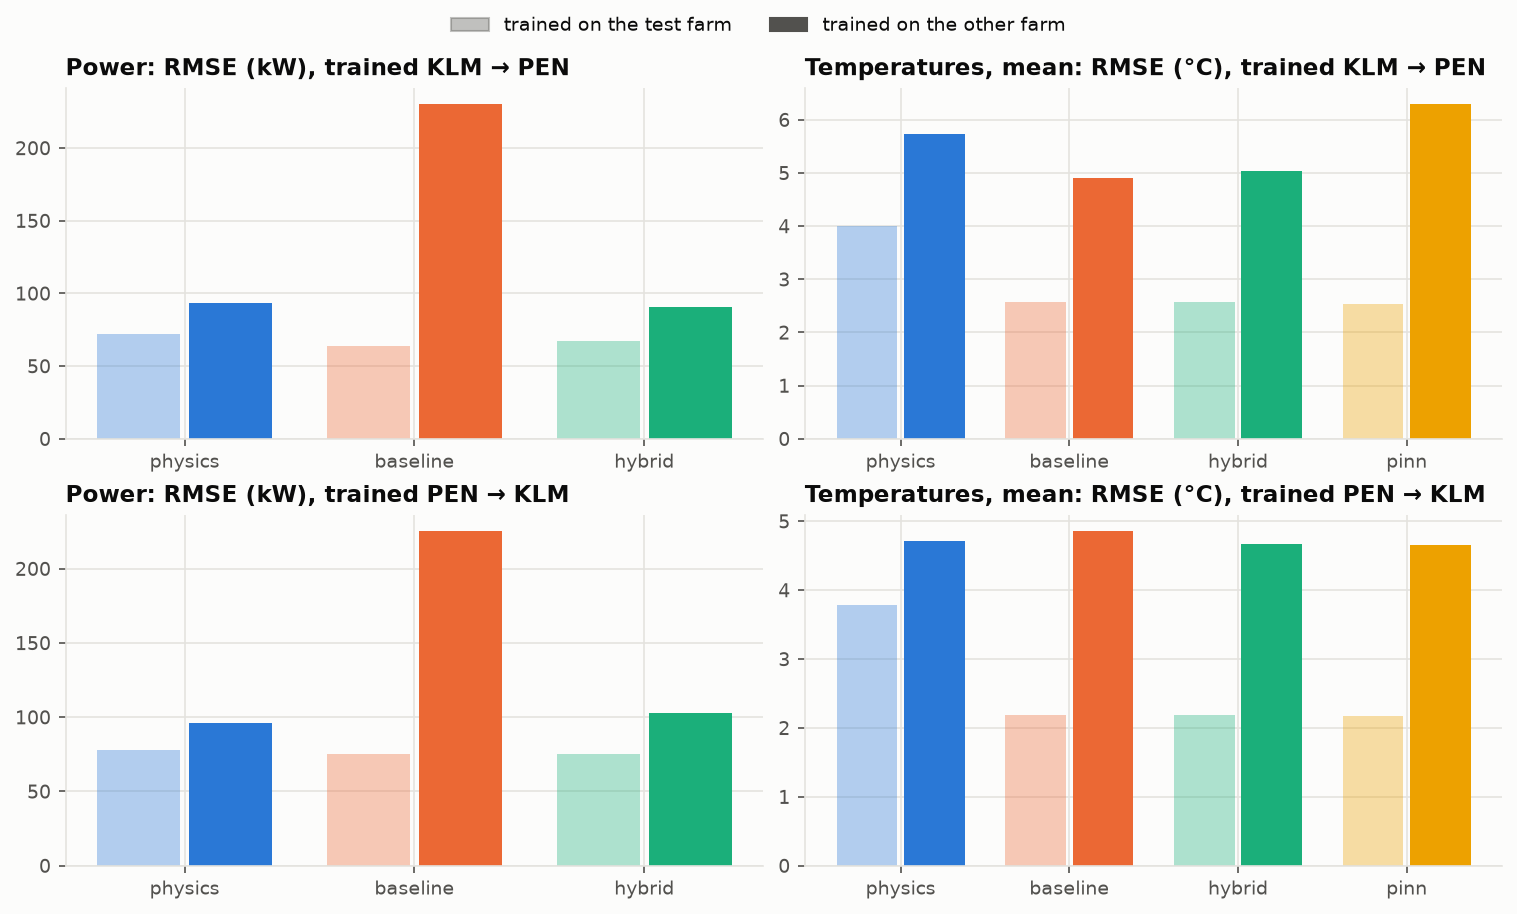 trained on the test farm trained on the other farm
Power: RMSE (kW), trained KLM → PEN
200
150
100
50
0
physics baseline hybrid
Temperatures, mean: RMSE (°C), trained KLM → PEN
6
5
4
3
2
1
0
physics baseline hybrid pinn
Power: RMSE (kW), trained PEN → KLM
200
150
100
50
0
physics baseline hybrid
Temperatures, mean: RMSE (°C), trained PEN → KLM
5
4
3
2
1
0
physics baseline hybrid pinn